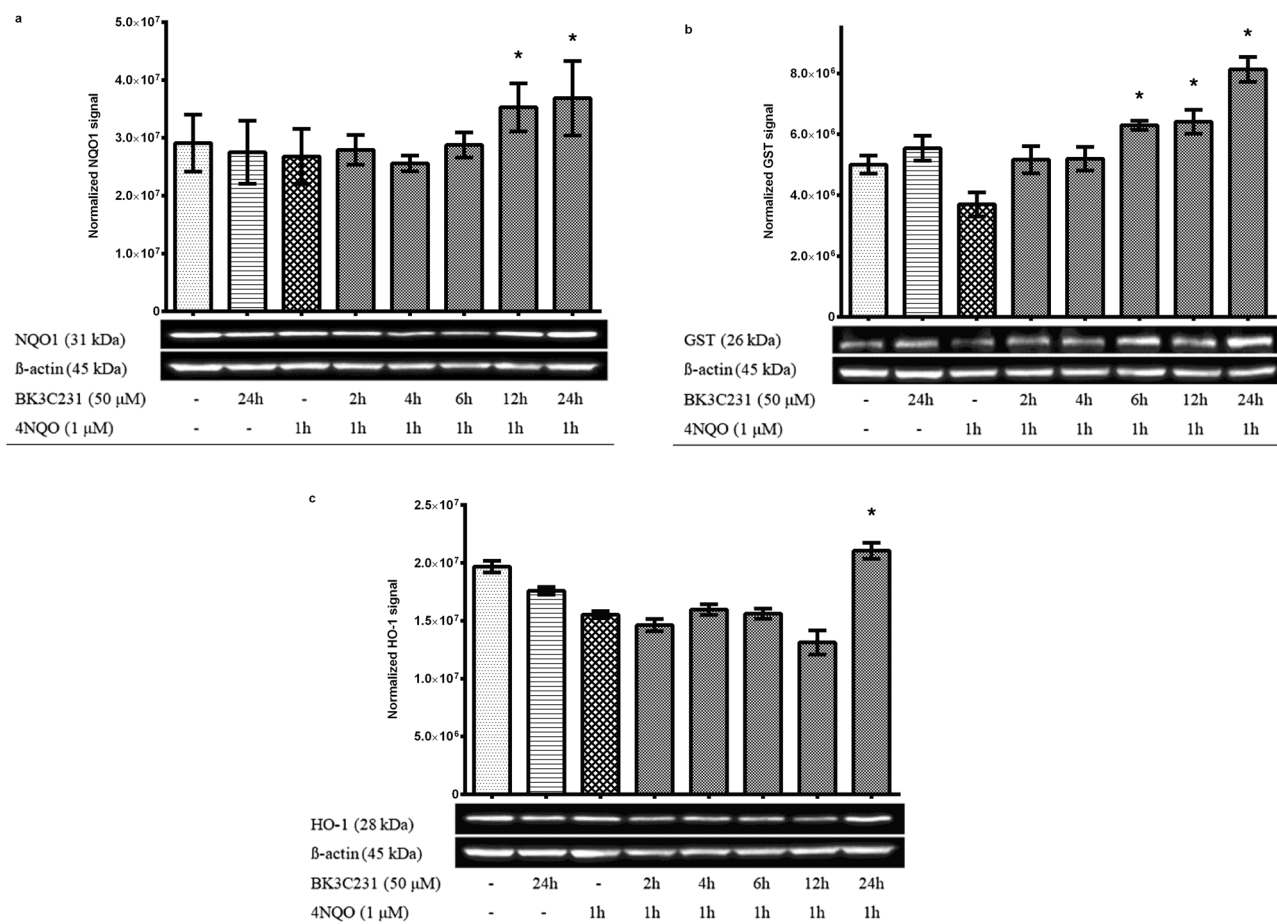 a
5.0×10⁷
4.0×10⁷
3.0×10⁷
2.0×10⁷
1.0×10⁷
0
Normalized NQO1 signal
* *
NQO1 (31 kDa)
ß-actin (45 kDa)
BK3C231 (50 μM) - 24h - 2h 4h 6h 12h 24h
4NQO (1 μM) - - 1h 1h 1h 1h 1h 1h
b
8.0×10⁶
6.0×10⁶
4.0×10⁶
2.0×10⁶
0
Normalized GST signal
* * *
GST (26 kDa)
ß-actin (45 kDa)
BK3C231 (50 μM) - 24h - 2h 4h 6h 12h 24h
4NQO (1 μM) - - 1h 1h 1h 1h 1h 1h
c
2.5×10⁷
2.0×10⁷
1.5×10⁷
1.0×10⁷
5.0×10⁶
0
Normalized HO-1 signal
*
HO-1 (28 kDa)
ß-actin (45 kDa)
BK3C231 (50 μM) - 24h - 2h 4h 6h 12h 24h
4NQO (1 μM) - - 1h 1h 1h 1h 1h 1h